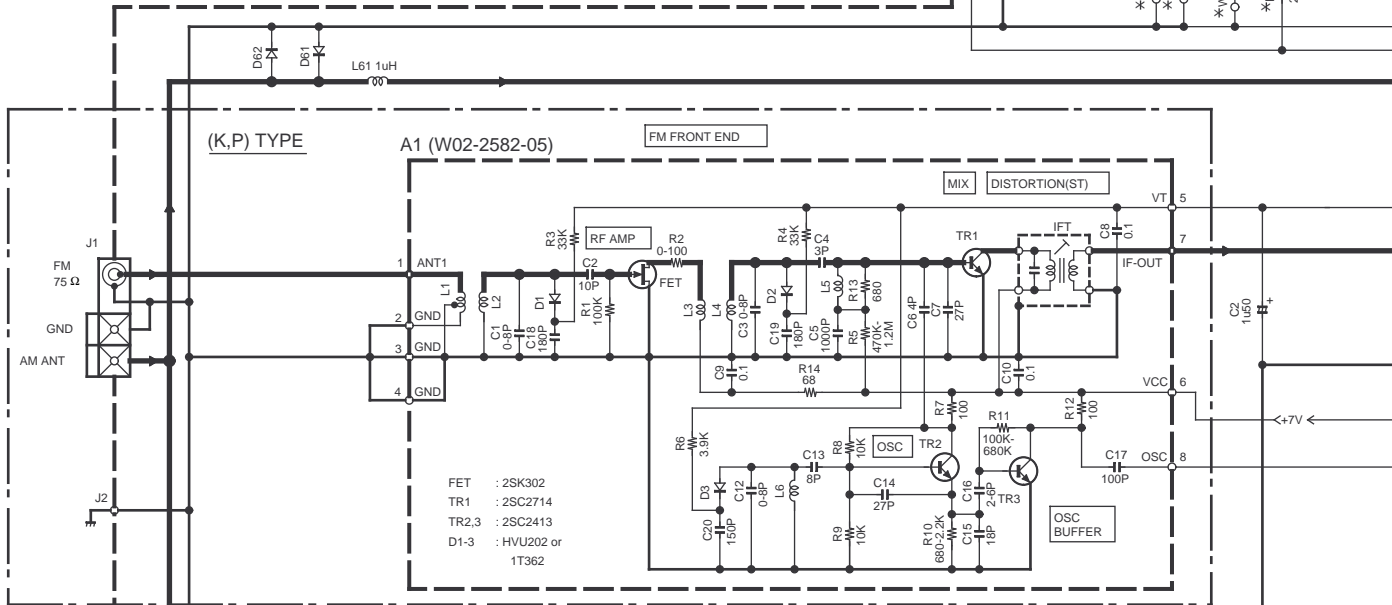 D62
D61
L61 1uH
(K,P) TYPE
A1 (W02-2582-05)
FM FRONT END
MIX
DISTORTION(ST)
VT 5
J1
FM
75 Ω
GND
AM ANT
J2
1 ANT1
2 GND
3 GND
4 GND
L1
L2
C1
0-8P
C18
180P
D1
R3
33K
C2
10P
R1
100K
RF AMP
FET
R2
0-100
L3
L4
C3 0-8P
D2
C19
180P
R4
33K
C4
3P
L5
C5
1000P
R13
680
R5
470K-
1.2M
C6 4P
C7
27P
TR1
IFT
C8
0.1
7
IF-OUT
C2
1u50
+
C9
0.1
R14
68
C10
0.1
VCC 6
+7V
R7
100
R11
100K-
680K
R12
100
R6
3.9K
R8
10K
OSC
TR2
C17
100P
OSC 8
D3
C20
150P
C12
0-8P
L6
C13
8P
C14
27P
R9
10K
R10
680-2.2K
C16
2-6P
C15
18P
TR3
OSC
BUFFER
FET : 2SK302
TR1 : 2SC2714
TR2,3 : 2SC2413
D1-3 : HVU202 or
1T362